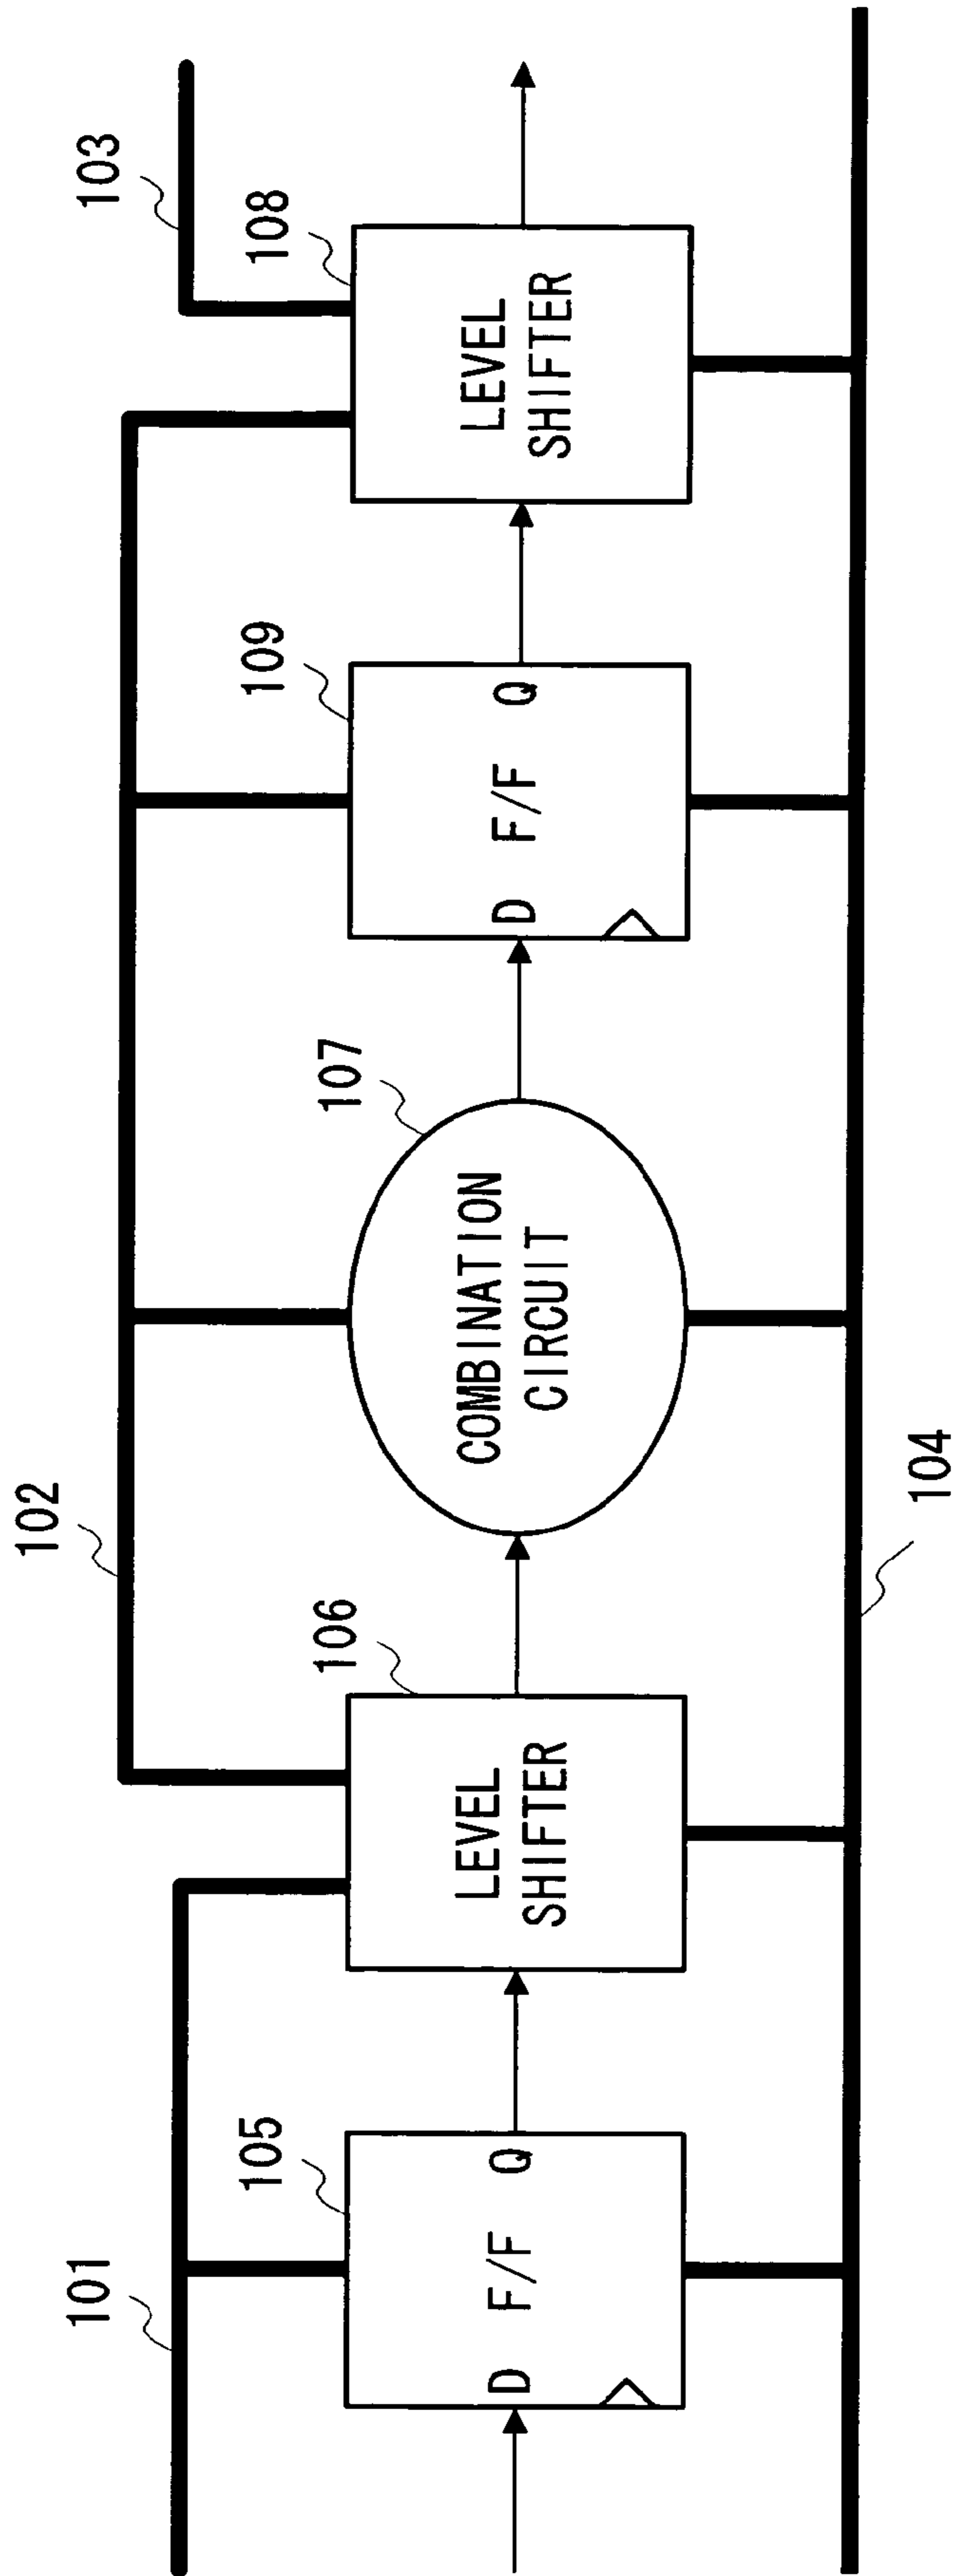 101
102
103
105
D F/F Q
106
LEVEL
SHIFTER
107
COMBINATION
CIRCUIT
109
D F/F Q
108
LEVEL
SHIFTER
104